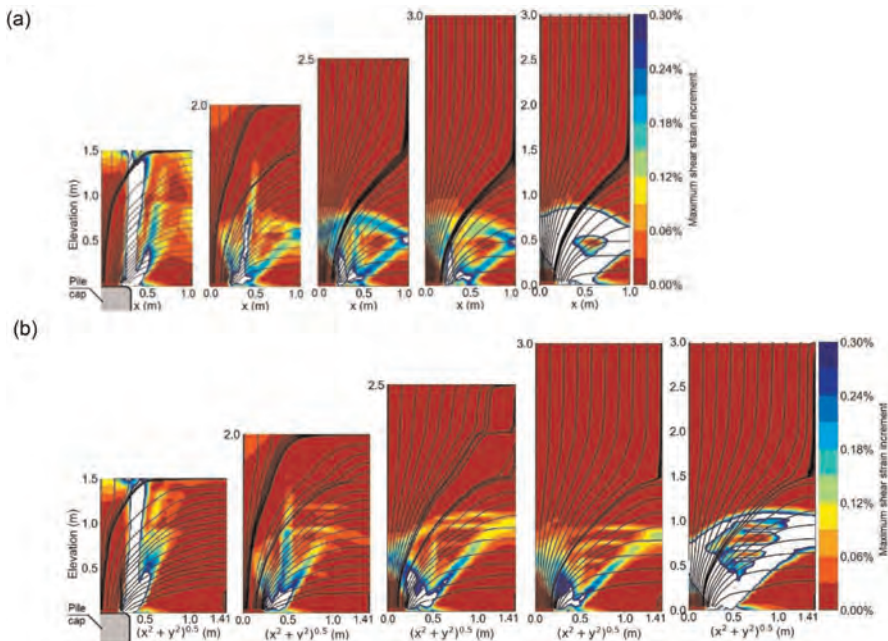 (a)
3.0 3.0 0.30%
2.5 2.5 0.24%
2.0 2.0 0.18%
1.5 1.5 0.12%
1.0 1.0 0.06%
0.5 0.5 0.00%
0.0
Elevation (m)
Maximum shear strain increment
Pile
cap
0.5 1.0 0.0 0.5 1.0 0.0 0.5 1.0 0.0 0.5 1.0 0.0 0.5 1.0
x (m) x (m) x (m) x (m) x (m)
(b)
3.0 3.0 0.30%
2.5 2.5 0.24%
2.0 2.0 0.18%
1.5 1.5 0.12%
1.0 1.0 0.06%
0.5 0.5 0.00%
0.0
Elevation (m)
Maximum shear strain increment
Pile
cap
1.41 0.0 1.41 0.0 1.41 0.0 1.41 0.0 1.41
(x² + y²)⁰·⁵ (m) (x² + y²)⁰·⁵ (m) (x² + y²)⁰·⁵ (m) (x² + y²)⁰·⁵ (m) (x² + y²)⁰·⁵ (m)